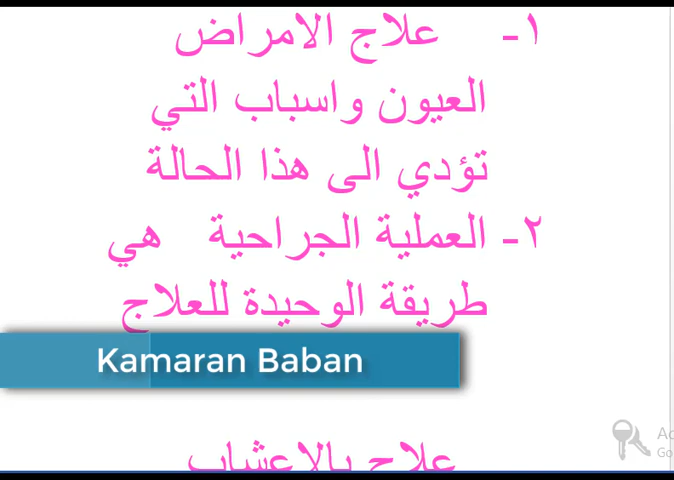 ١- علاج الامراض
العيون واسباب التي
تؤدي الى هذا الحالة
٢- العملية الجراحية هي
طريقة الوحيدة للعلاج
Kamaran Baban
علاج بالاعشاب